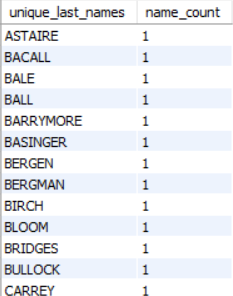 unique_last_names name_count
ASTAIRE 1
BACALL 1
BALE 1
BALL 1
BARRYMORE 1
BASINGER 1
BERGEN 1
BERGMAN 1
BIRCH 1
BLOOM 1
BRIDGES 1
BULLOCK 1
CARREY 1